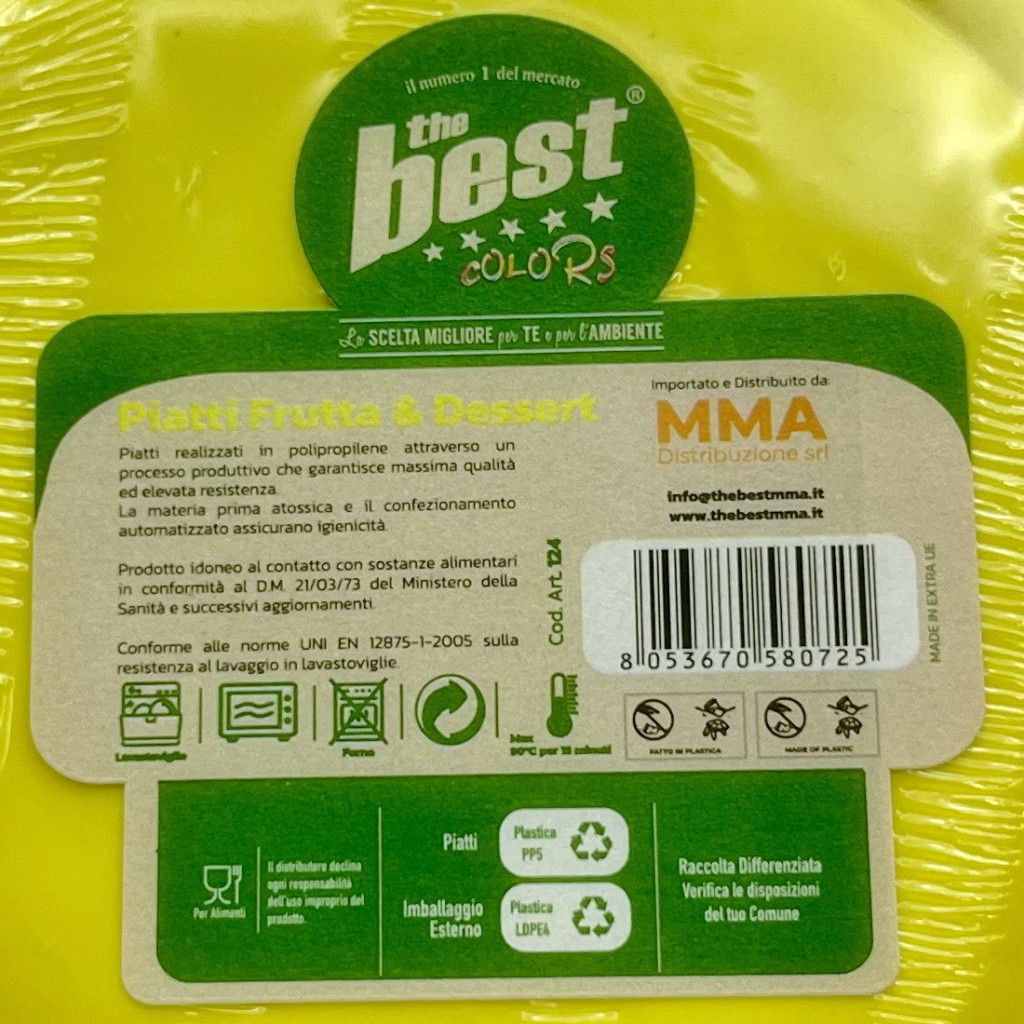 il numero 1 del mercato
the
best®
COLORS
La SCELTA MIGLIORE per TE e per l'AMBIENTE
Piatti Frutta & Dessert
Piatti realizzati in polipropilene attraverso un
processo produttivo che garantisce massima qualità
ed elevata resistenza.
La materia prima atossica e il confezionamento
automatizzato assicurano igienicità.
Prodotto idoneo al contatto con sostanze alimentari
in conformità al D.M. 21/03/73 del Ministero della
Sanità e successivi aggiornamenti.
Conforme alle norme UNI EN 12875-1-2005 sulla
resistenza al lavaggio in lavastoviglie.
Lavastoviglie
Forno
Max
90°C per 15 minuti
Importato e Distribuito da:
MMA
Distribuzione srl
info@thebestmma.it
www.thebestmma.it
Cod. Art. 124
8 053670 580725
MADE IN EXTRA UE
FATTO IN PLASTICA
MADE OF PLASTIC
Per Alimenti
Il distributore declina
ogni responsabilità
dell'uso improprio del
prodotto.
Piatti
Plastica
PP5
Imballaggio
Esterno
Plastica
LDPE4
Raccolta Differenziata
Verifica le disposizioni
del tuo Comune